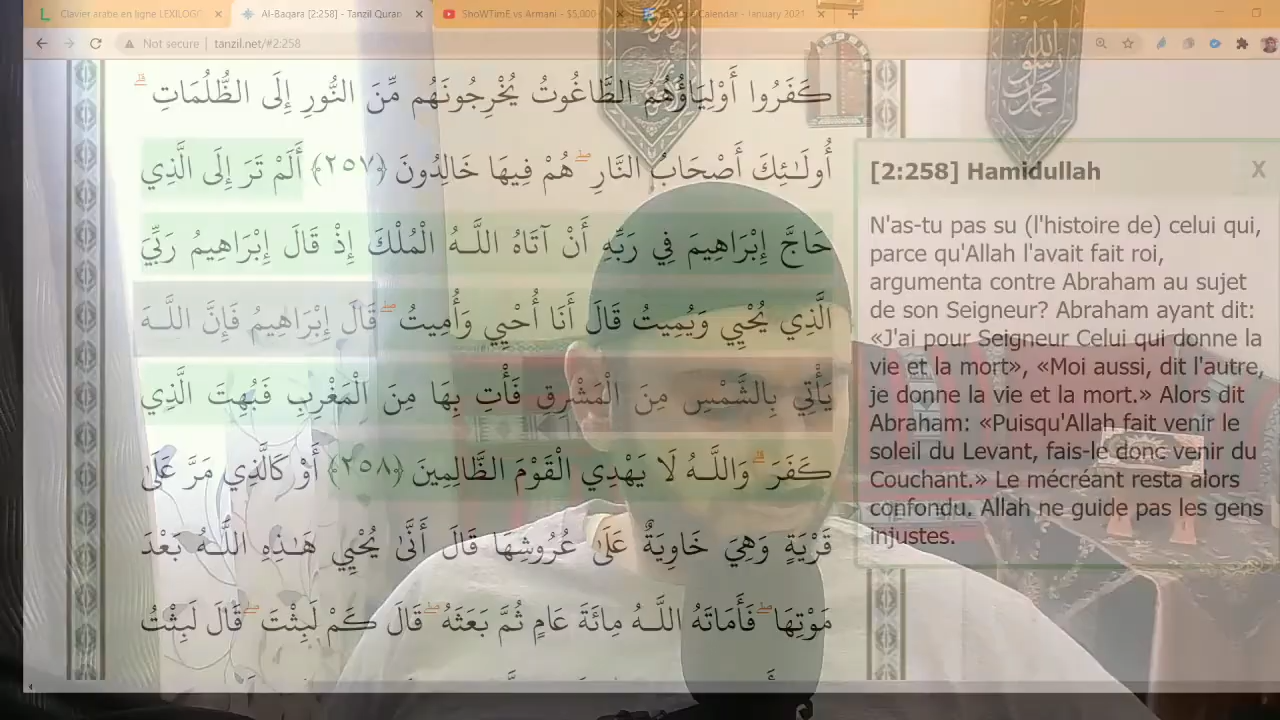 Clavier arabe en ligne LEXILOGO
Al-Baqara [2:258] - Tanzil Quran
ShoWTimE vs Armani - $5,000
Calendar - January 2021
Not secure | tanzil.net/#2:258
كَفَرُوا أَوْلِيَاؤُهُمُ الطَّاغُوتُ يُخْرِجُونَهُم مِّنَ النُّورِ إِلَى الظُّلُمَاتِ ۗ
أُولَـٰئِكَ أَصْحَابُ النَّارِ ۖ هُمْ فِيهَا خَالِدُونَ ﴿٢٥٧﴾ أَلَمْ تَرَ إِلَى الَّذِي
حَاجَّ إِبْرَاهِيمَ فِي رَبِّهِ أَنْ آتَاهُ اللَّـهُ الْمُلْكَ إِذْ قَالَ إِبْرَاهِيمُ رَبِّيَ
الَّذِي يُحْيِي وَيُمِيتُ قَالَ أَنَا أُحْيِي وَأُمِيتُ ۖ قَالَ إِبْرَاهِيمُ فَإِنَّ اللَّـهَ
يَأْتِي بِالشَّمْسِ مِنَ الْمَشْرِقِ فَأْتِ بِهَا مِنَ الْمَغْرِبِ فَبُهِتَ الَّذِي
كَفَرَ ۗ وَاللَّـهُ لَا يَهْدِي الْقَوْمَ الظَّالِمِينَ ﴿٢٥٨﴾ أَوْ كَالَّذِي مَرَّ عَلَىٰ
قَرْيَةٍ وَهِيَ خَاوِيَةٌ عَلَىٰ عُرُوشِهَا قَالَ أَنَّىٰ يُحْيِي هَـٰذِهِ اللَّـهُ بَعْدَ
مَوْتِهَا ۖ فَأَمَاتَهُ اللَّـهُ مِائَةَ عَامٍ ثُمَّ بَعَثَهُ ۖ قَالَ كَمْ لَبِثْتَ ۖ قَالَ لَبِثْتُ
[2:258] Hamidullah X
N'as-tu pas su (l'histoire de) celui qui,
parce qu'Allah l'avait fait roi,
argumenta contre Abraham au sujet
de son Seigneur? Abraham ayant dit:
«J'ai pour Seigneur Celui qui donne la
vie et la mort», «Moi aussi, dit l'autre,
je donne la vie et la mort.» Alors dit
Abraham: «Puisqu'Allah fait venir le
soleil du Levant, fais-le donc venir du
Couchant.» Le mécréant resta alors
confondu. Allah ne guide pas les gens
injustes.